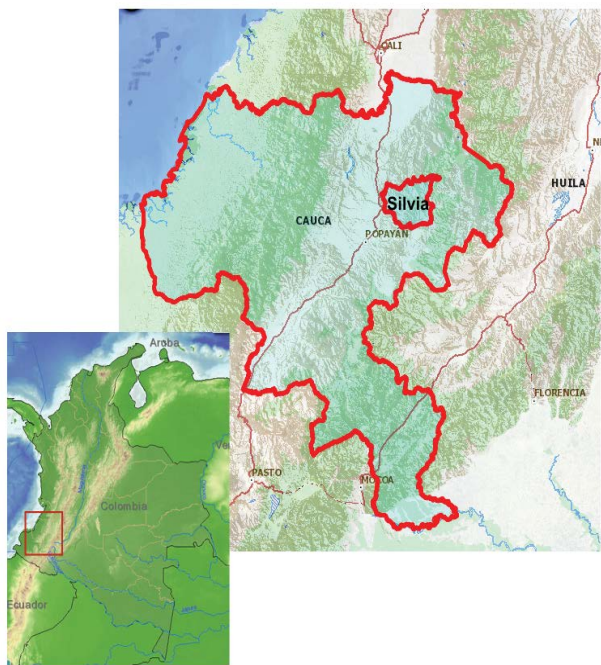 CALI
HUILA
Silvia
CAUCA
POPAYAN
FLORENCIA
PASTO
MOCOA
Aroba
Colombia
Ecuador